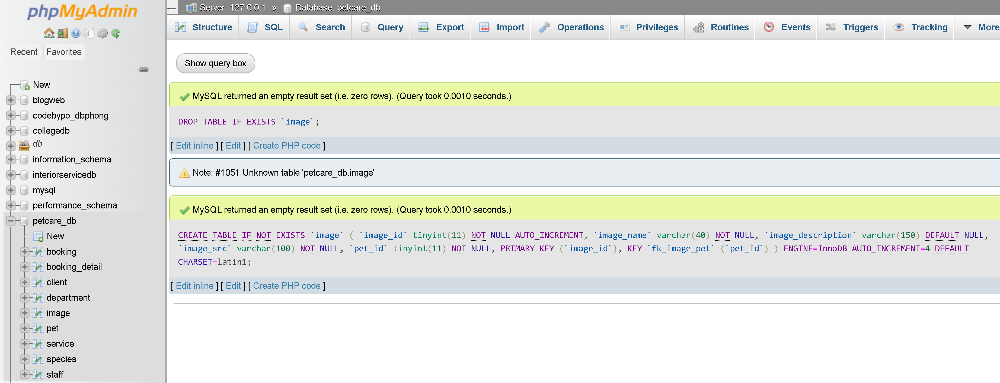 phpMyAdmin
Recent Favorites
New
blogweb
codebypo_dbphong
collegedb
db
information_schema
interiorservicedb
mysql
performance_schema
petcare_db
New
booking
booking_detail
client
department
image
pet
service
species
staff
← Server: 127.0.0.1 » Database: petcare_db
Structure SQL Search Query Export Import Operations Privileges Routines Events Triggers Tracking More
Show query box
MySQL returned an empty result set (i.e. zero rows). (Query took 0.0010 seconds.)
DROP TABLE IF EXISTS `image`;
[ Edit inline ] [ Edit ] [ Create PHP code ]
Note: #1051 Unknown table 'petcare_db.image'
MySQL returned an empty result set (i.e. zero rows). (Query took 0.0010 seconds.)
CREATE TABLE IF NOT EXISTS `image` ( `image_id` tinyint(11) NOT NULL AUTO_INCREMENT, `image_name` varchar(40) NOT NULL, `image_description` varchar(150) DEFAULT NULL,
`image_src` varchar(100) NOT NULL, `pet_id` tinyint(11) NOT NULL, PRIMARY KEY (`image_id`), KEY `fk_image_pet` (`pet_id`) ) ENGINE=InnoDB AUTO_INCREMENT=4 DEFAULT
CHARSET=latin1;
[ Edit inline ] [ Edit ] [ Create PHP code ]